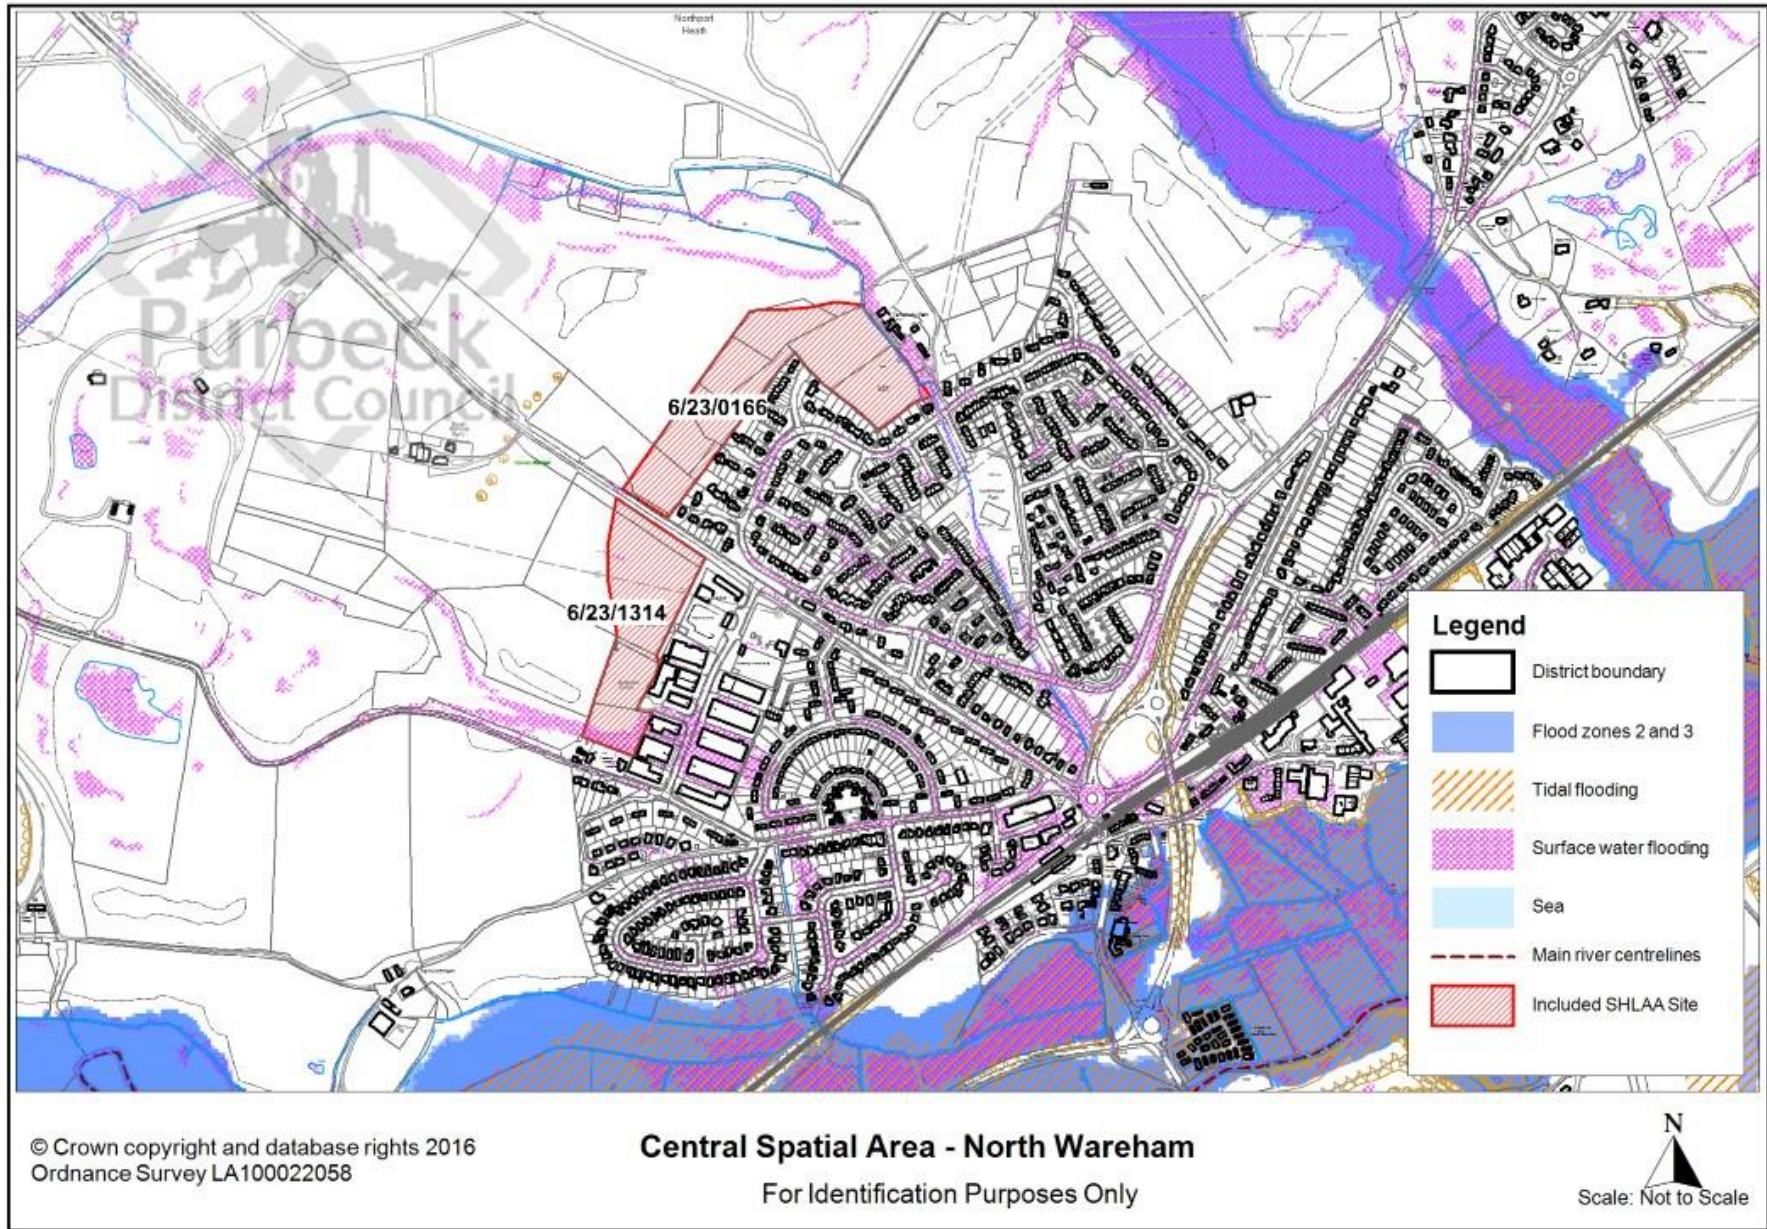 Northport
Heath
Purbeck
District Council
Golf Course
6/23/0166
6/23/1314
Legend
District boundary
Flood zones 2 and 3
Tidal flooding
Surface water flooding
Sea
Main river centrelines
Included SHLAA Site
© Crown copyright and database rights 2016
Ordnance Survey LA100022058
Central Spatial Area - North Wareham
For Identification Purposes Only
N
Scale: Not to Scale